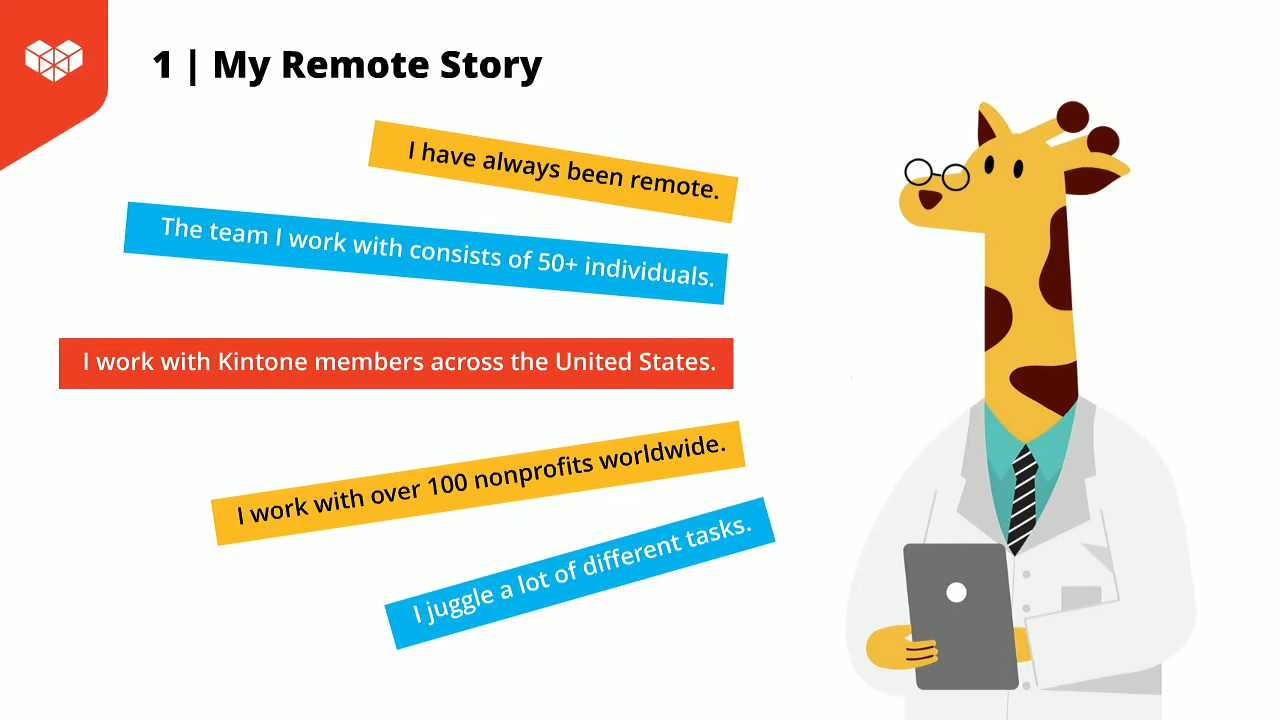 1 | My Remote Story
I have always been remote.
The team I work with consists of 50+ individuals.
I work with Kintone members across the United States.
I work with over 100 nonprofits worldwide.
I juggle a lot of different tasks.